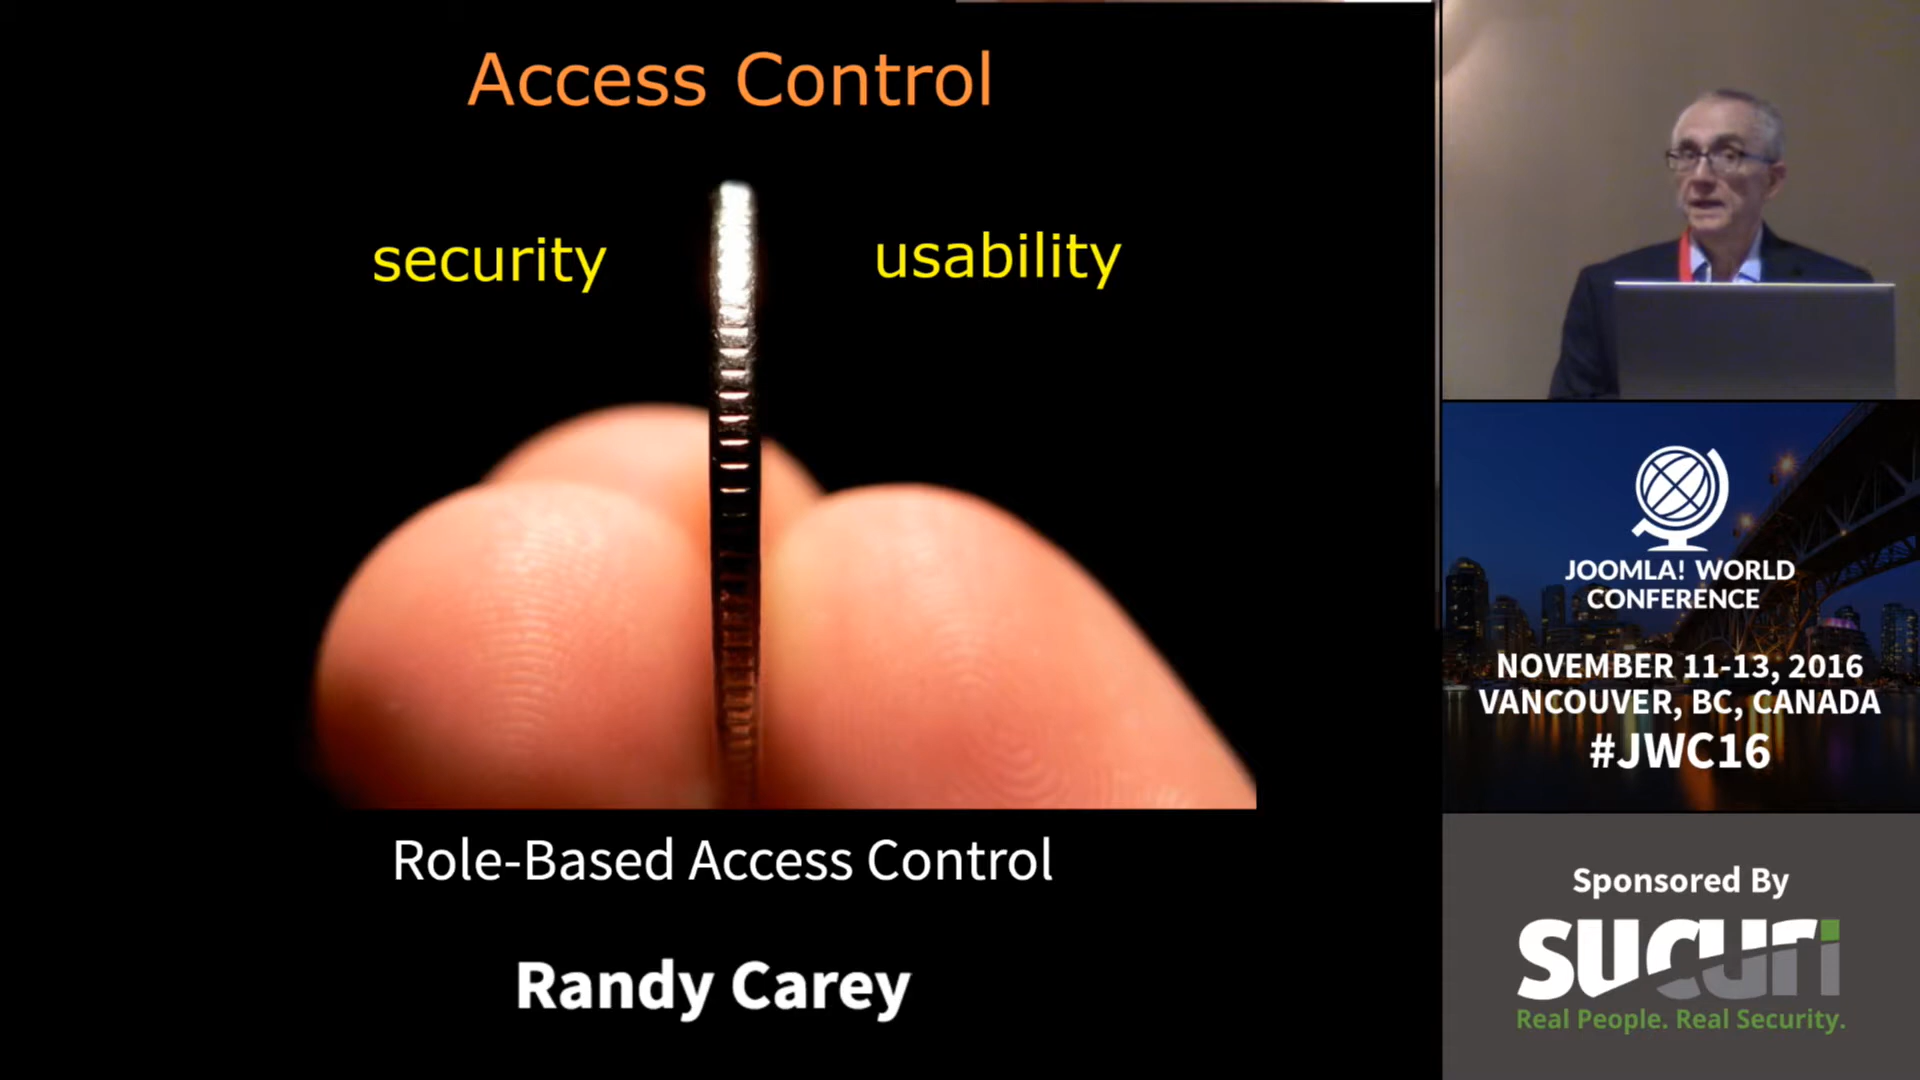 Access Control
security
usability
Role-Based Access Control
Randy Carey
JOOMLA! WORLD
CONFERENCE
NOVEMBER 11-13, 2016
VANCOUVER, BC, CANADA
#JWC16
Sponsored By
SUCURI
Real People. Real Security.